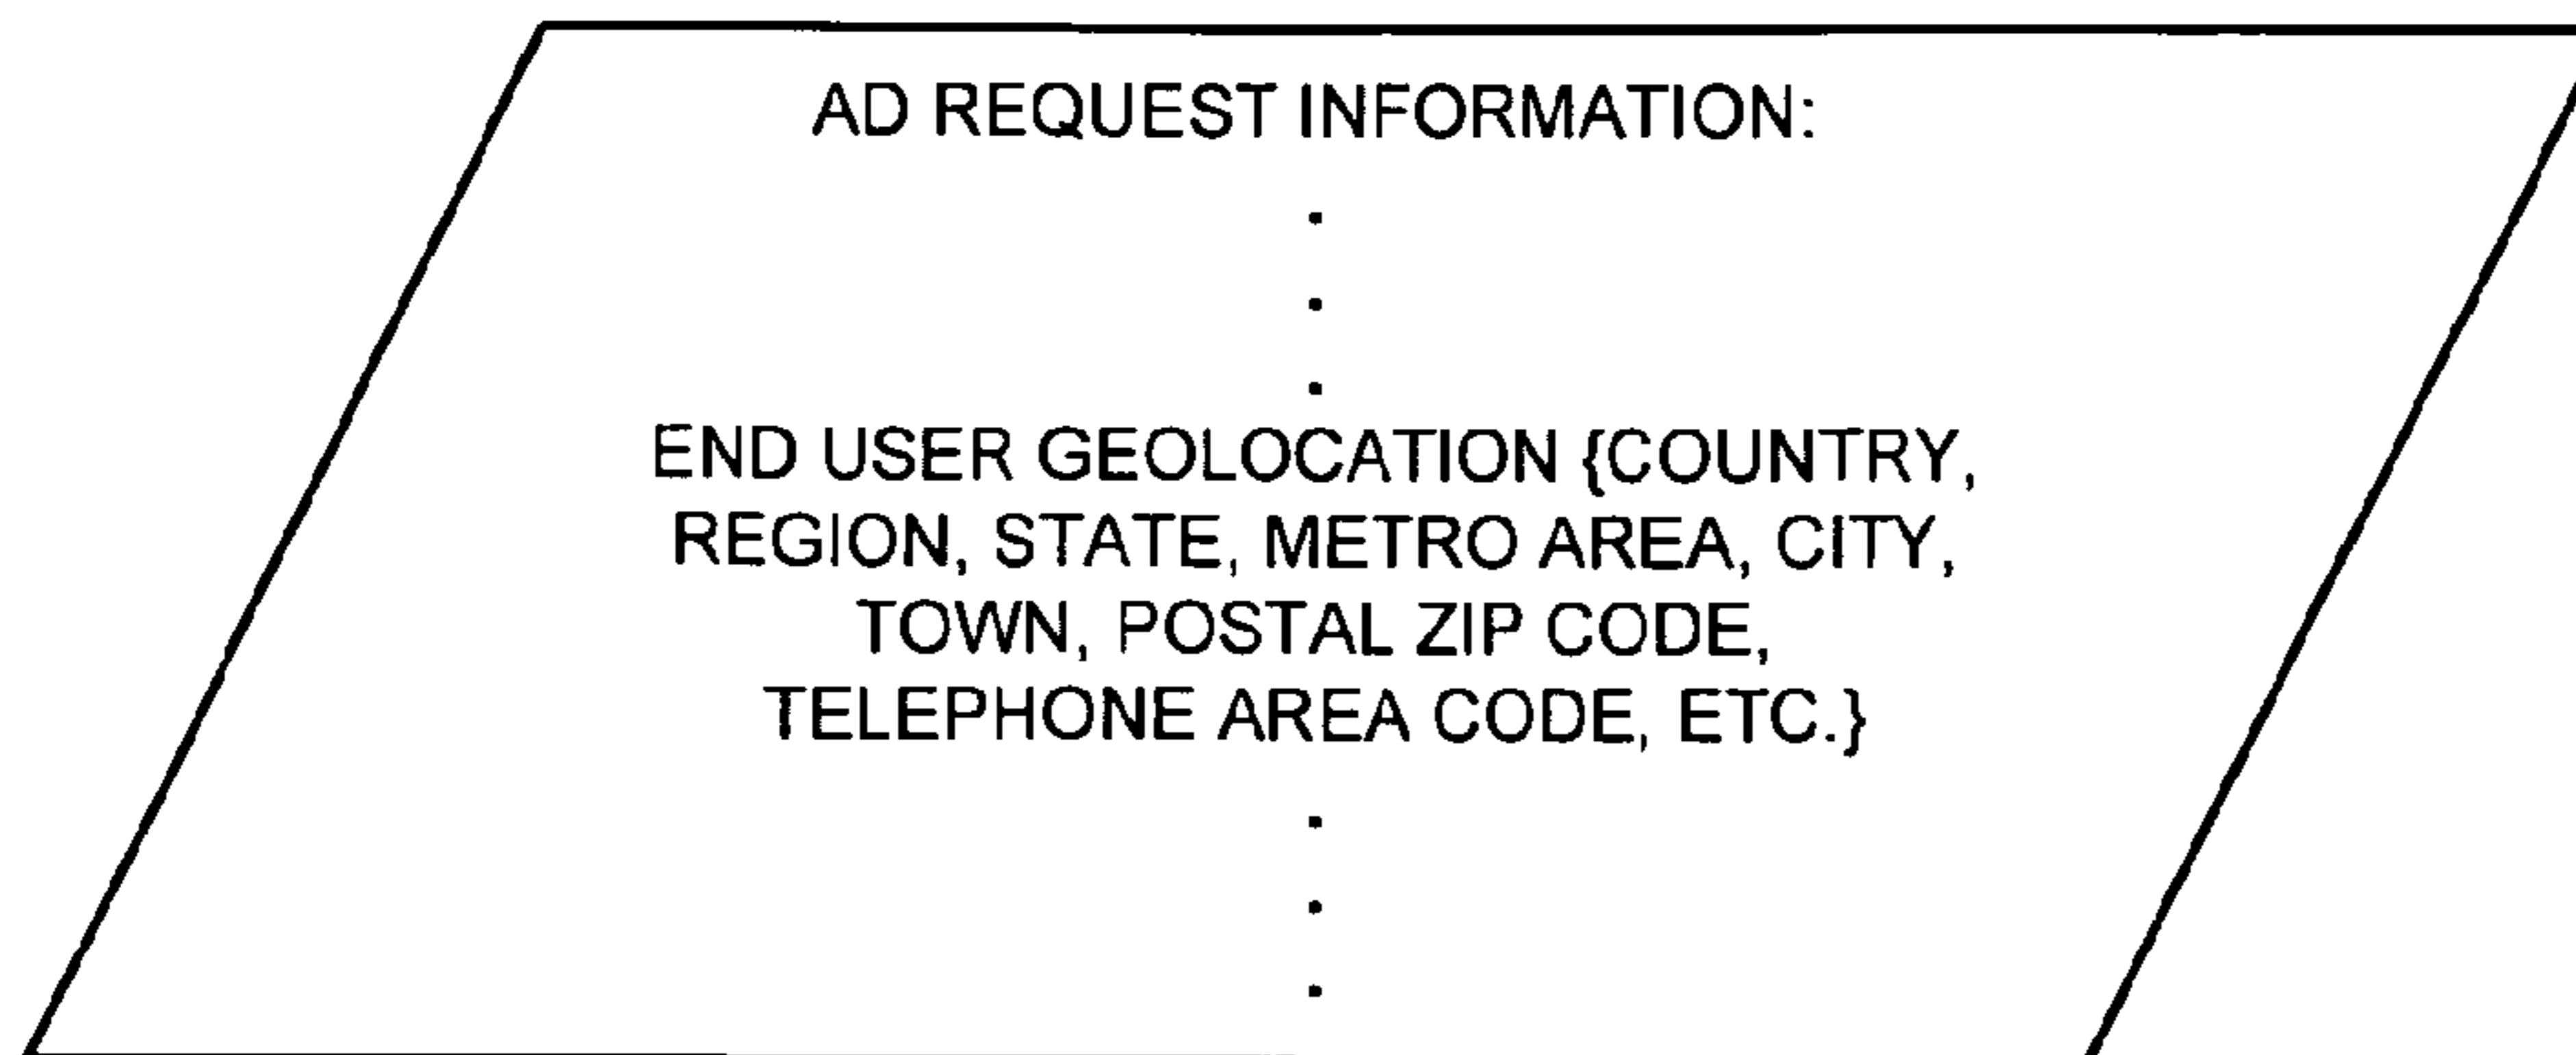 AD REQUEST INFORMATION:
.
.
.
END USER GEOLOCATION {COUNTRY,
REGION, STATE, METRO AREA, CITY,
TOWN, POSTAL ZIP CODE,
TELEPHONE AREA CODE, ETC.}
.
.
.